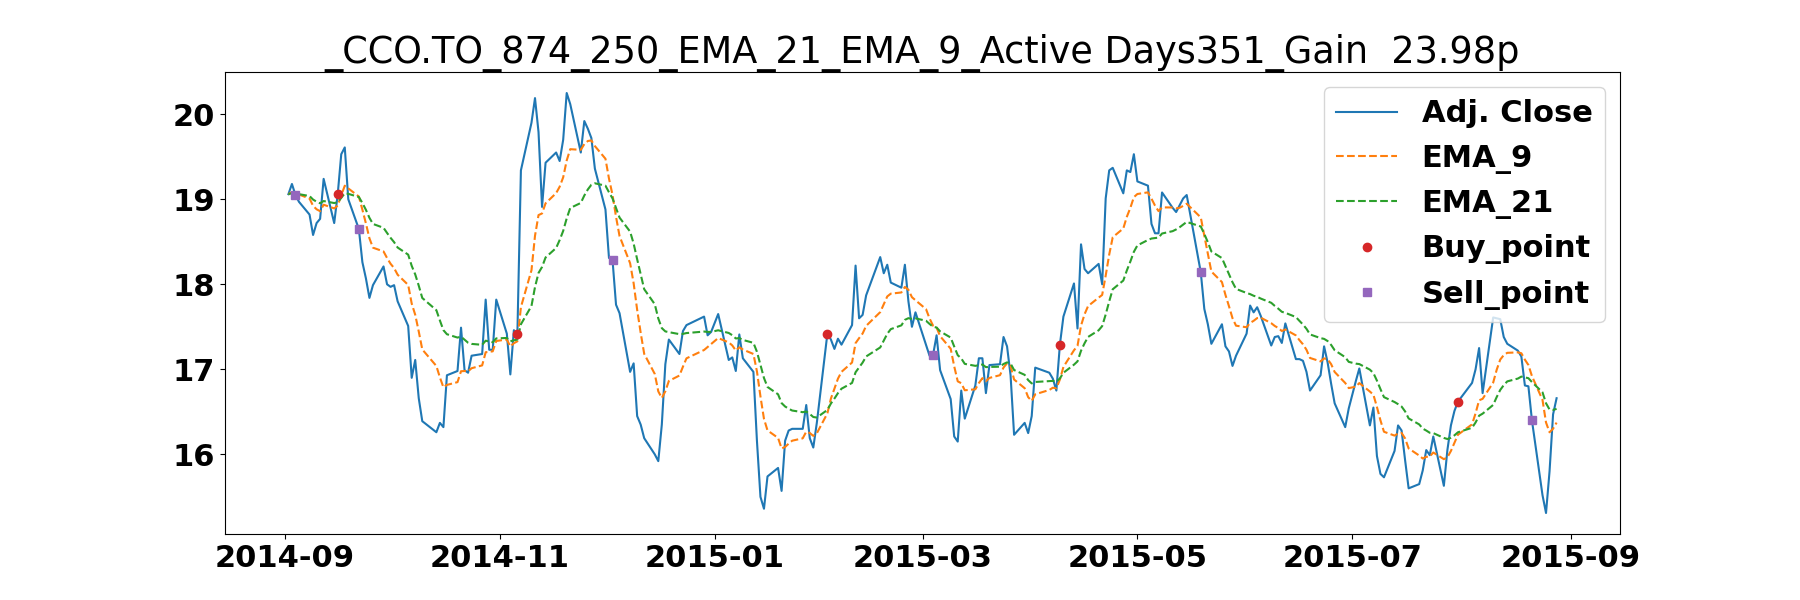 _CCO.TO_874_250_EMA_21_EMA_9_Active Days351_Gain  23.98p
Adj. Close
EMA_9
EMA_21
Buy_point
Sell_point
20
19
18
17
16
2014-09 2014-11 2015-01 2015-03 2015-05 2015-07 2015-09